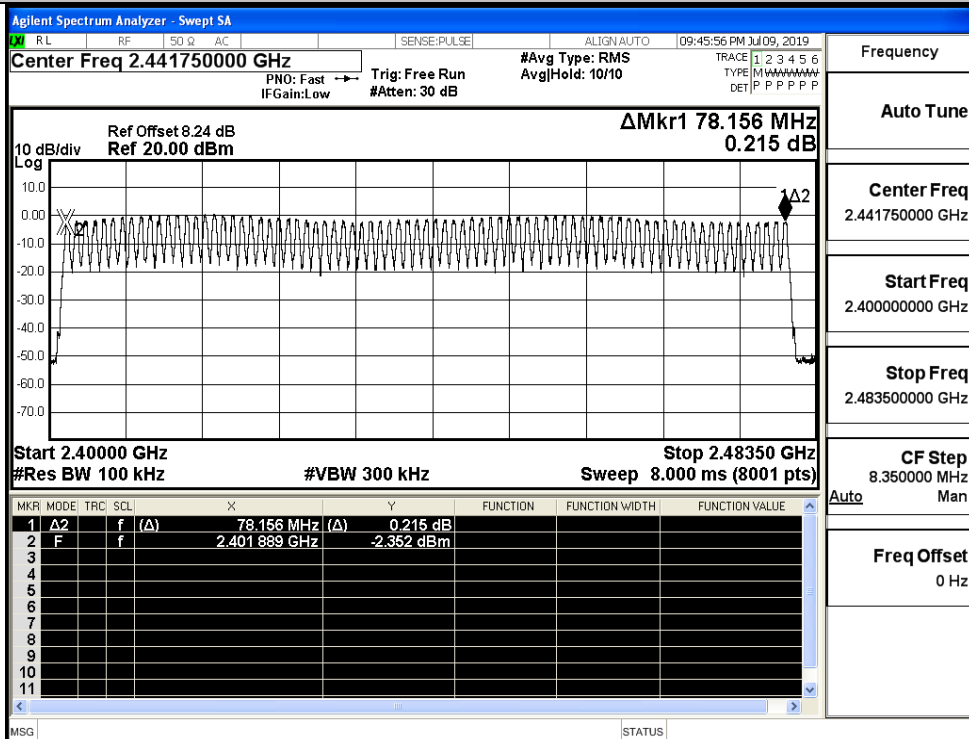 Agilent Spectrum Analyzer - Swept SA
LXI RL RF 50 Ω AC SENSE:PULSE ALIGN AUTO 09:45:56 PM Jul 09, 2019
Center Freq 2.441750000 GHz
PNO: Fast
IFGain:Low
Trig: Free Run
#Atten: 30 dB
#Avg Type: RMS
Avg|Hold: 10/10
TRACE 1 2 3 4 5 6
TYPE M W W W W W
DET P P P P P P
Ref Offset 8.24 dB
10 dB/div Ref 20.00 dBm
Log
ΔMkr1 78.156 MHz
0.215 dB
10.0
0.00
-10.0
-20.0
-30.0
-40.0
-50.0
-60.0
-70.0
2
1Δ2
Start 2.40000 GHz Stop 2.48350 GHz
#Res BW 100 kHz #VBW 300 kHz Sweep 8.000 ms (8001 pts)
MKR MODE TRC SCL X Y FUNCTION FUNCTION WIDTH FUNCTION VALUE
1 Δ2 f (Δ) 78.156 MHz (Δ) 0.215 dB
2 F f 2.401 889 GHz -2.352 dBm
3
4
5
6
7
8
9
10
11
MSG STATUS
Frequency
Auto Tune
Center Freq
2.441750000 GHz
Start Freq
2.400000000 GHz
Stop Freq
2.483500000 GHz
CF Step
8.350000 MHz
Auto Man
Freq Offset
0 Hz